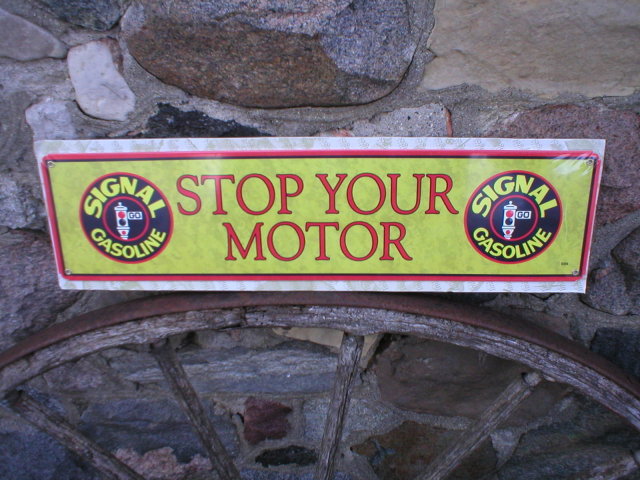 SIGNAL
GO
GASOLINE
STOP YOUR
MOTOR
SIGNAL
GO
GASOLINE